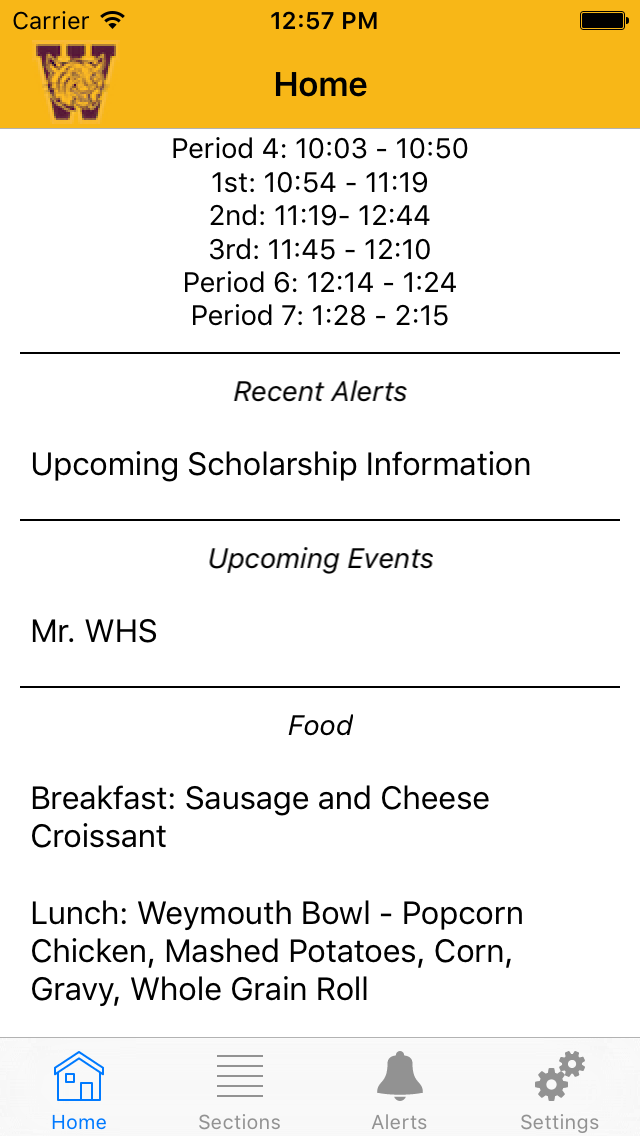 Carrier 12:57 PM
W
Home
Period 4: 10:03 - 10:50
1st: 10:54 - 11:19
2nd: 11:19- 12:44
3rd: 11:45 - 12:10
Period 6: 12:14 - 1:24
Period 7: 1:28 - 2:15
Recent Alerts
Upcoming Scholarship Information
Upcoming Events
Mr. WHS
Food
Breakfast: Sausage and Cheese
Croissant
Lunch: Weymouth Bowl - Popcorn
Chicken, Mashed Potatoes, Corn,
Gravy, Whole Grain Roll
Home Sections Alerts Settings